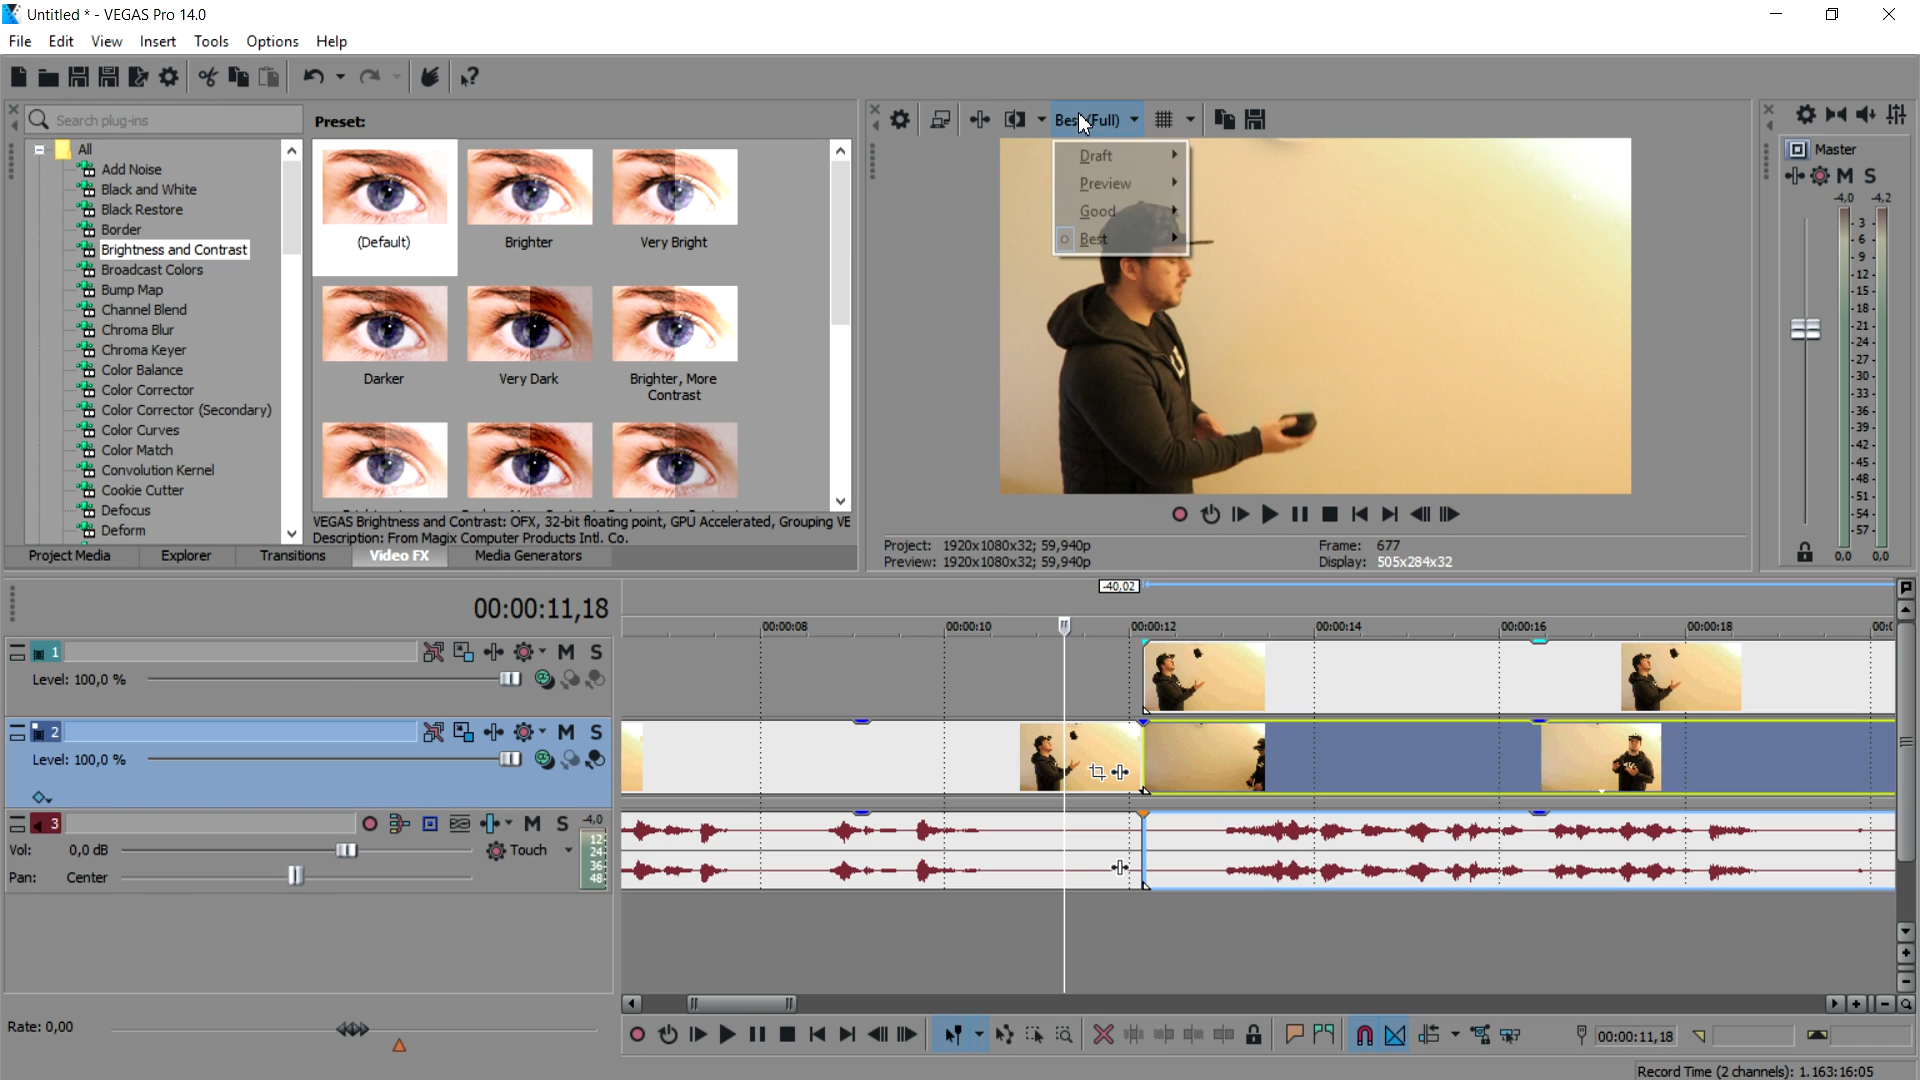 Untitled * - VEGAS Pro 14.0
File Edit View Insert Tools Options Help
Search plug-ins
Preset:
All
Add Noise
Black and White
Black Restore
Border
Brightness and Contrast
Broadcast Colors
Bump Map
Channel Blend
Chroma Blur
Chroma Keyer
Color Balance
Color Corrector
Color Corrector (Secondary)
Color Curves
Color Match
Convolution Kernel
Cookie Cutter
Defocus
Deform
(Default) Brighter Very Bright
Darker Very Dark Brighter, More
Contrast
VEGAS Brightness and Contrast: OFX, 32-bit floating point, GPU Accelerated, Grouping VE
Description: From Magix Computer Products Intl. Co.
Project Media Explorer Transitions Video FX Media Generators
(Full)
Draft
Preview
Good
Best
Project: 1920x1080x32; 59,940p
Preview: 1920x1080x32; 59,940p
Frame: 677
Display: 505x284x32
Master
M S
-4,0 -4,2
-3-
-6-
-9-
-12-
-15-
-18-
-21-
-24-
-27-
-30-
-33-
-36-
-39-
-42-
-45-
-48-
-51-
-54-
-57-
0,0 0,0
-40,02
00:00:11,18
00:00:08 00:00:10 00:00:12 00:00:14 00:00:16 00:00:18 00:0
1 M S
Level: 100,0 %
2 M S
Level: 100,0 %
3 M S -4,0
Vol: 0,0 dB Touch
Pan: Center
12
24
36
48
Rate: 0,00
00:00:11,18
Record Time (2 channels): 1.163:16:05